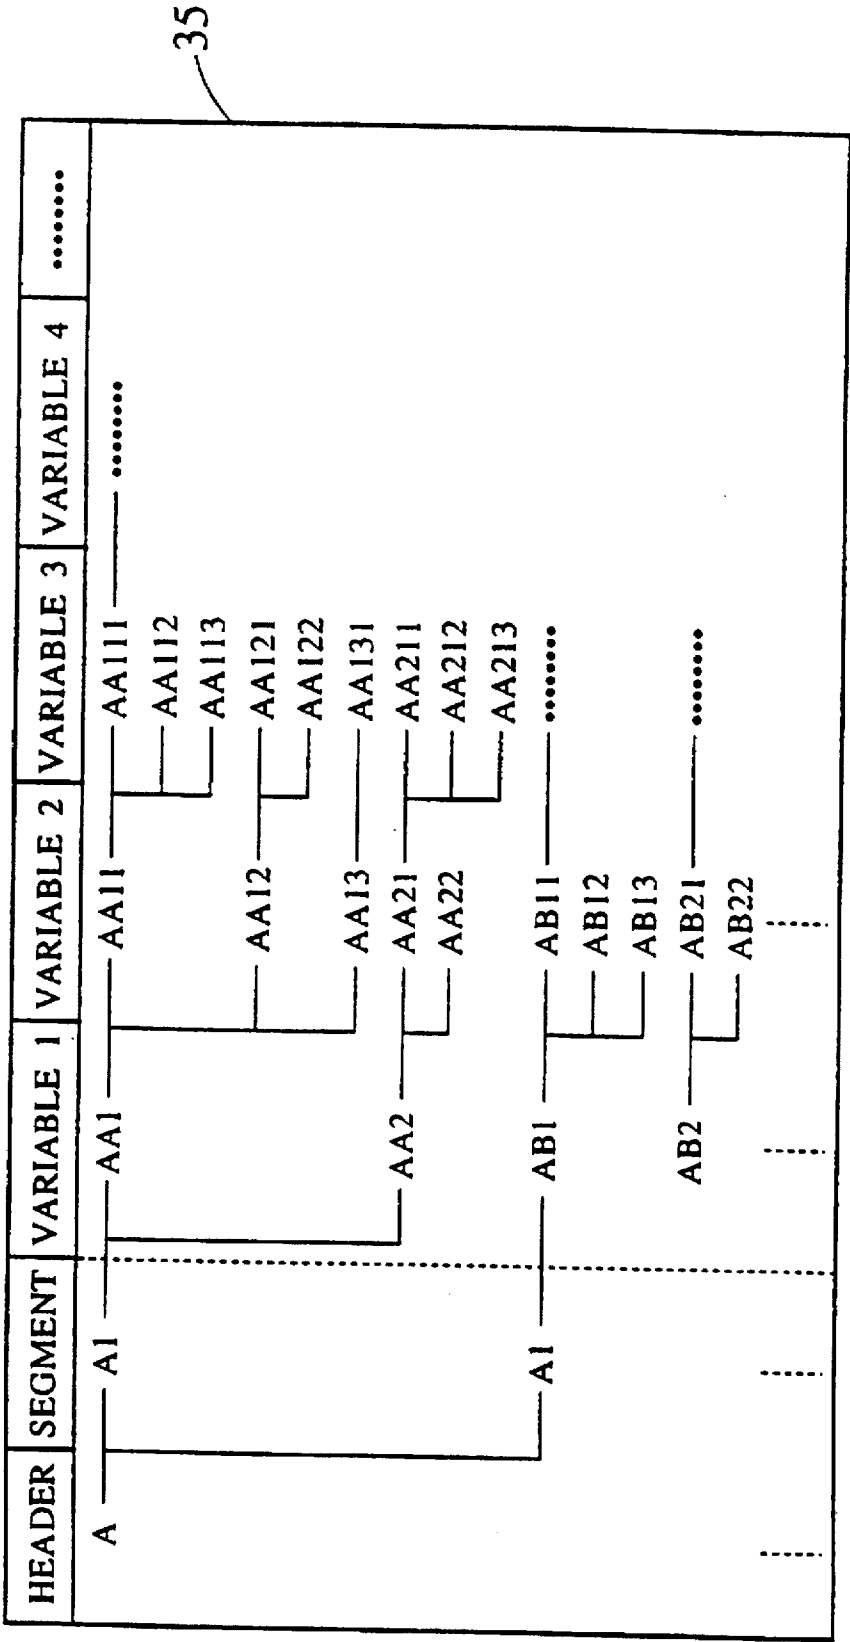 35
HEADER SEGMENT VARIABLE 1 VARIABLE 2 VARIABLE 3 VARIABLE 4 ........
A A1 AA1 AA11 AA111 ........
AA112
AA113
AA12 AA121
AA122
AA13 AA131
AA2 AA21 AA211
AA22 AA212
AA213
A1 AB1 AB11 ........
AB12
AB13
AB2 AB21 ........
AB22